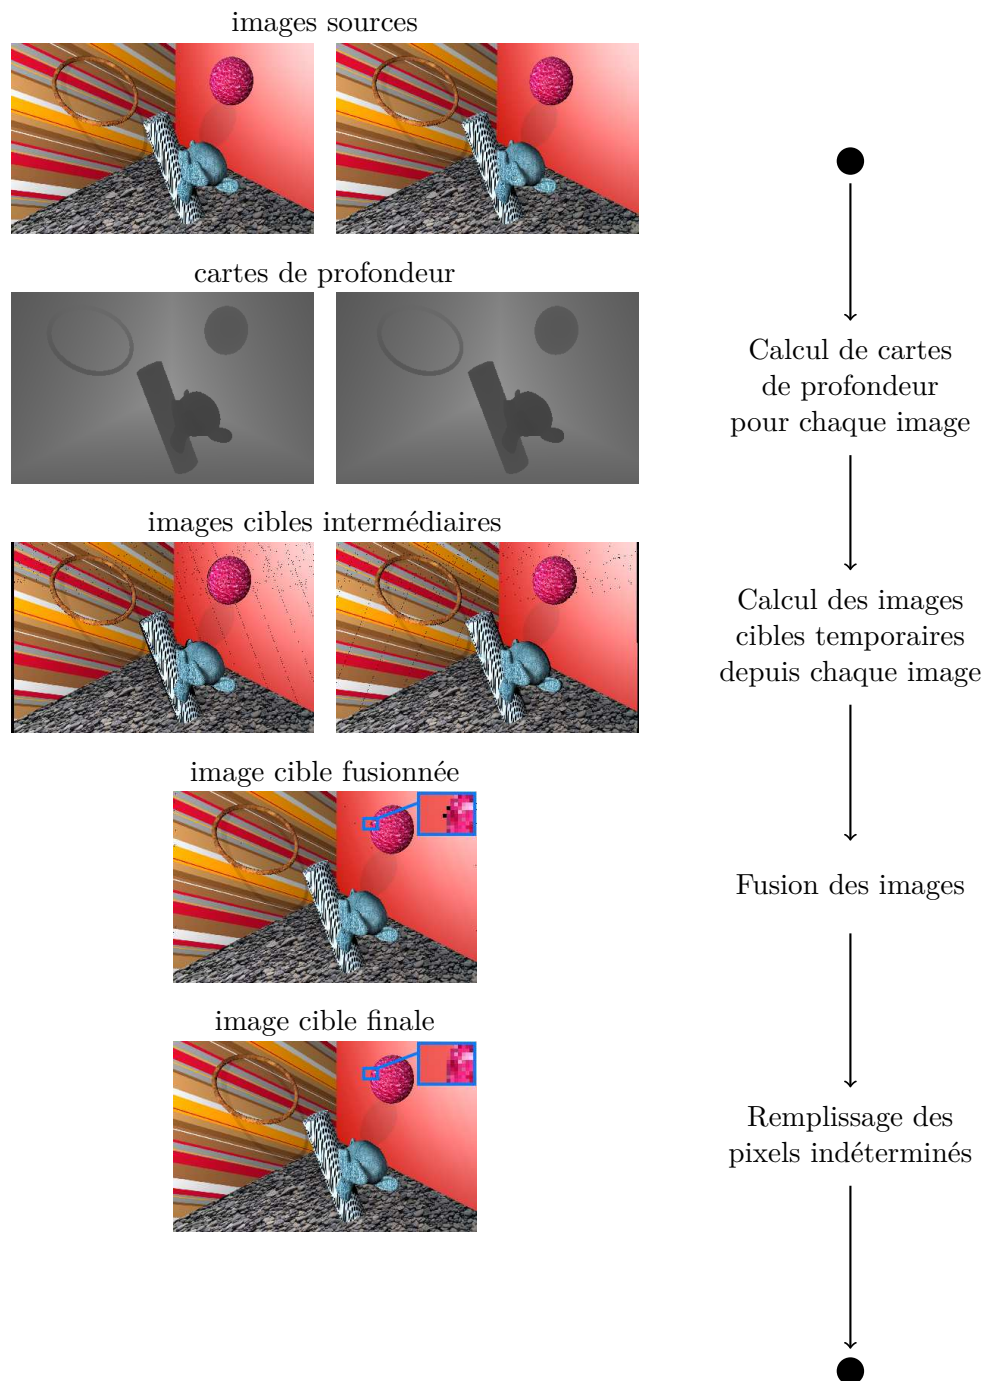 images sources
cartes de profondeur
Calcul de cartes
de profondeur
pour chaque image
images cibles intermédiaires
Calcul des images
cibles temporaires
depuis chaque image
image cible fusionnée
Fusion des images
image cible finale
Remplissage des
pixels indéterminés